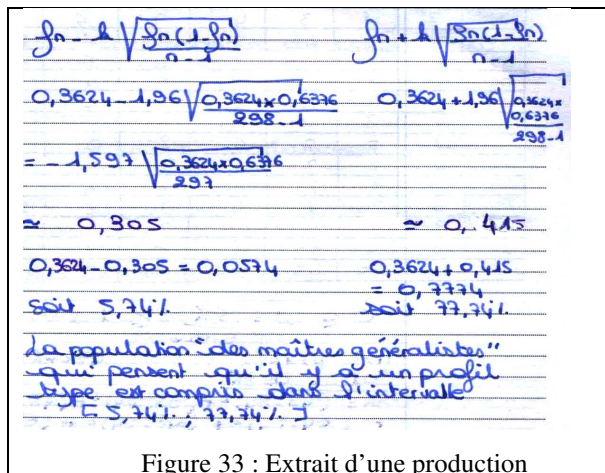 fn - k √(fn(1-fn)/n-1) fn + k √(fn(1-fn)/n-1)
0,3624 - 1,96 √(0,3624 x 0,6376/298-1) 0,3624 + 1,96 √(0,3624 x 0,6376/298-1)
= - 1,597 √(0,3624 x 0,6376/297)
≈ 0,305 ≈ 0,415
0,3624 - 0,305 = 0,0574 0,3624 + 0,415
= 0,7774
soit 5,74% soit 77,74%
La population "des maîtres généralistes"
qui pensent qu'il y a un profil
type est compris dans l'intervalle
[ 5,74% ; 77,74% ]
Figure 33 : Extrait d'une production